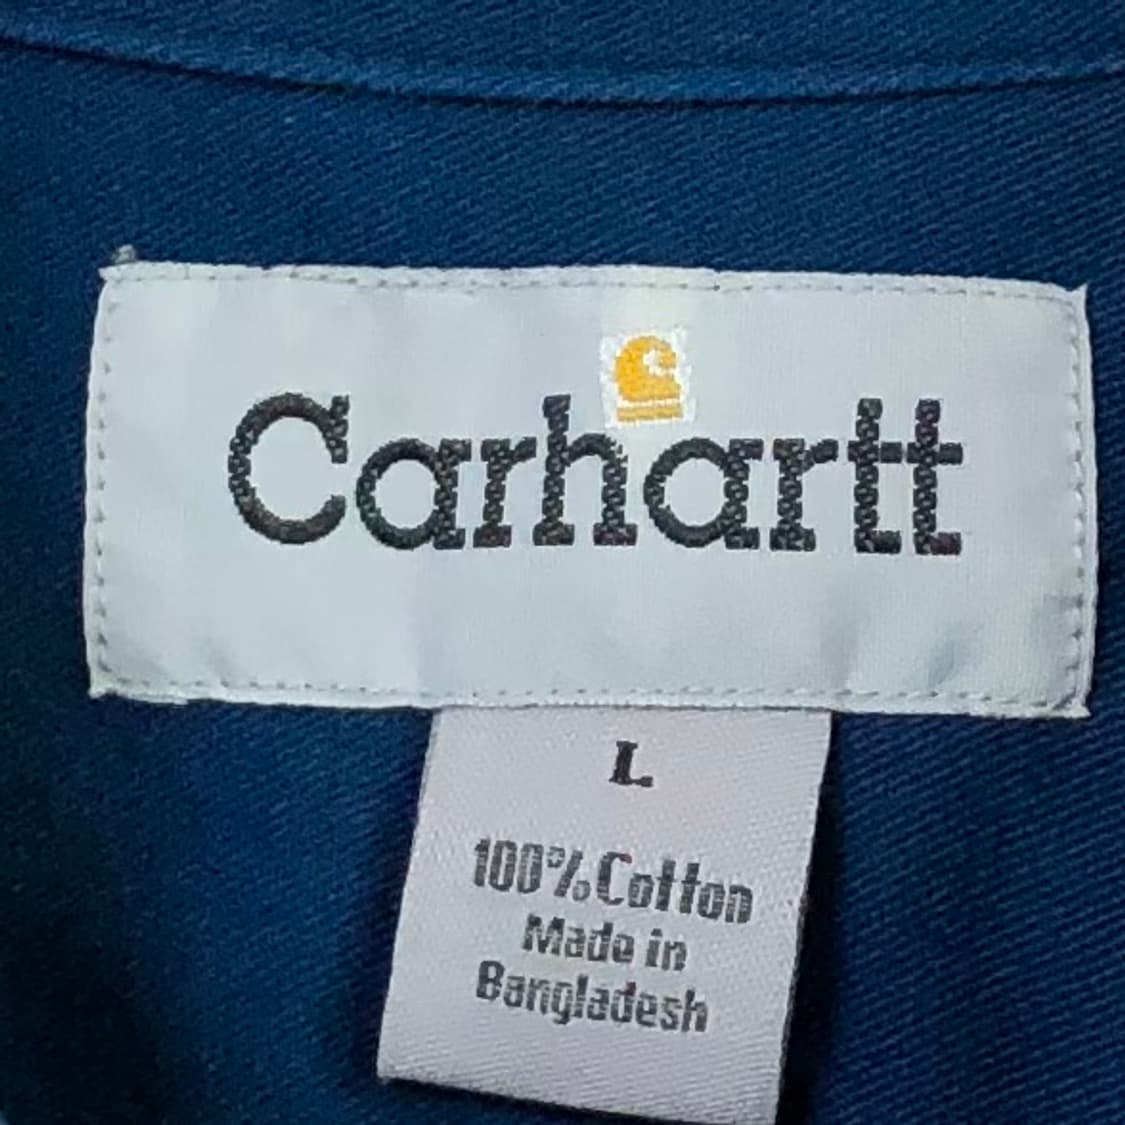 Carhartt
L
100% Cotton
Made in
Bangladesh